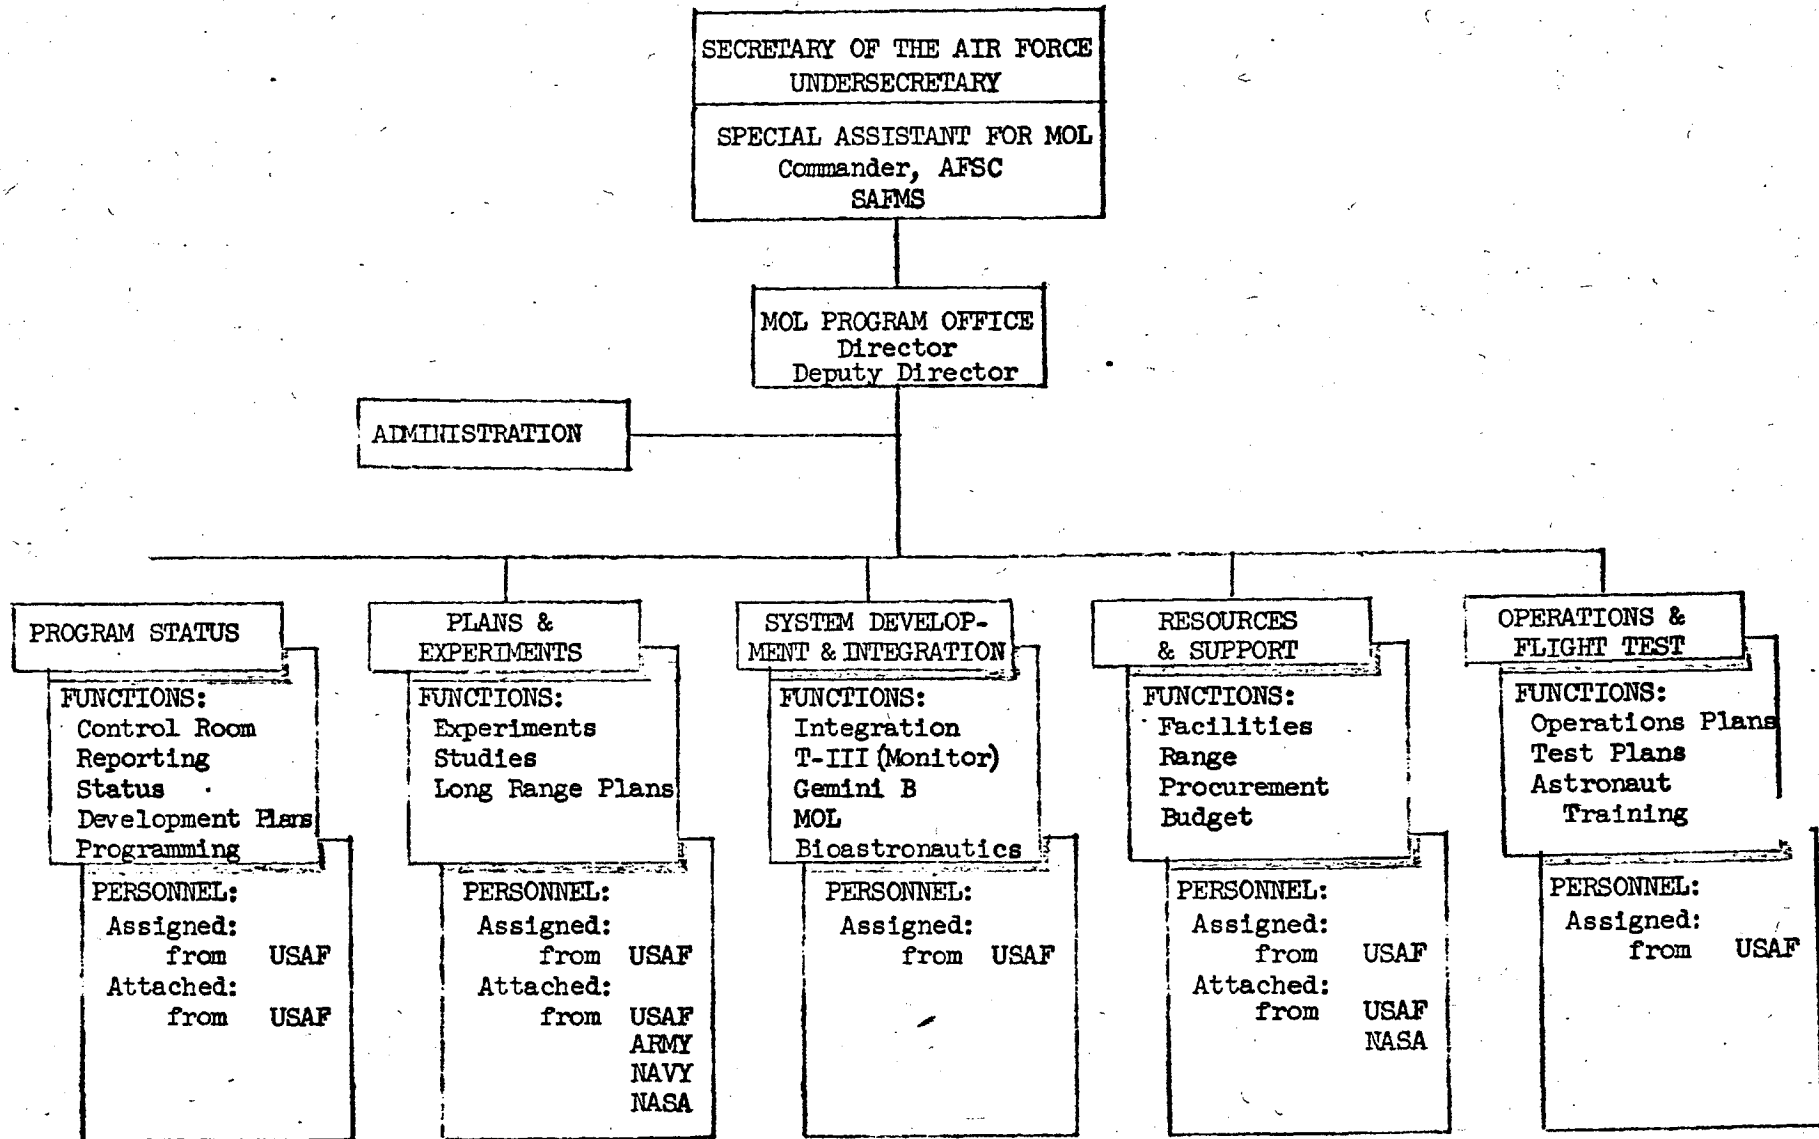 SECRETARY OF THE AIR FORCE
UNDERSECRETARY
SPECIAL ASSISTANT FOR MOL
Commander, AFSC
SAFMS
MOL PROGRAM OFFICE
Director
Deputy Director
ADMINISTRATION
PROGRAM STATUS
FUNCTIONS:
Control Room
Reporting
Status
Development Plans
Programming
PERSONNEL:
Assigned:
from USAF
Attached:
from USAF
PLANS &
EXPERIMENTS
FUNCTIONS:
Experiments
Studies
Long Range Plans
PERSONNEL:
Assigned:
from USAF
Attached:
from USAF
ARMY
NAVY
NASA
SYSTEM DEVELOP-
MENT & INTEGRATION
FUNCTIONS:
Integration
T-III (Monitor)
Gemini B
MOL
Bioastronautics
PERSONNEL:
Assigned:
from USAF
RESOURCES
& SUPPORT
FUNCTIONS:
Facilities
Range
Procurement
Budget
PERSONNEL:
Assigned:
from USAF
Attached:
from USAF
NASA
OPERATIONS &
FLIGHT TEST
FUNCTIONS:
Operations Plans
Test Plans
Astronaut
Training
PERSONNEL:
Assigned:
from USAF